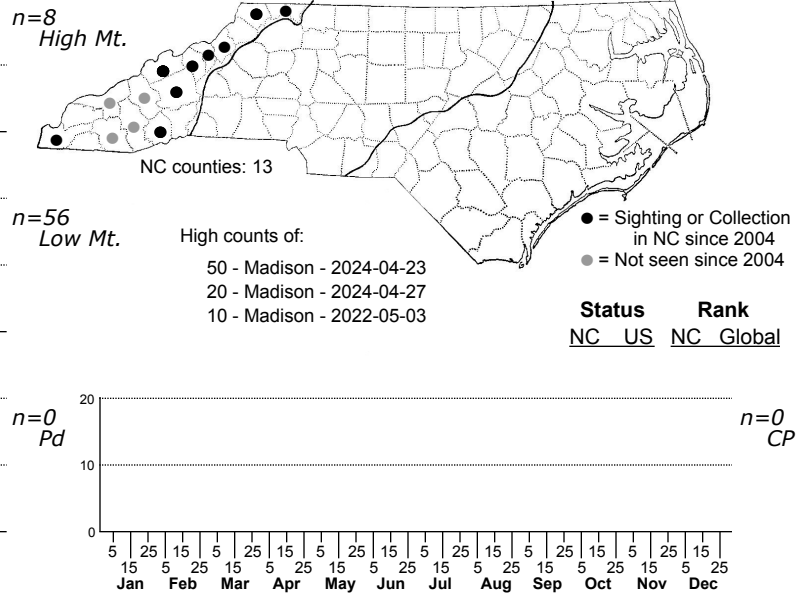 n=8
High Mt.
NC counties: 13
n=56
Low Mt.
High counts of:
50 - Madison - 2024-04-23
20 - Madison - 2024-04-27
10 - Madison - 2022-05-03
● = Sighting or Collection
in NC since 2004
● = Not seen since 2004
Status Rank
NC US NC Global
n=0
Pd
n=0
CP
20
10
0
5 25 15 5 25 15 5 25 15 5 25 15 5 25 15 5 25 15
15 5 25 15 5 25 15 5 25 15 5 25 15 5 25 15 5 25
Jan Feb Mar Apr May Jun Jul Aug Sep Oct Nov Dec